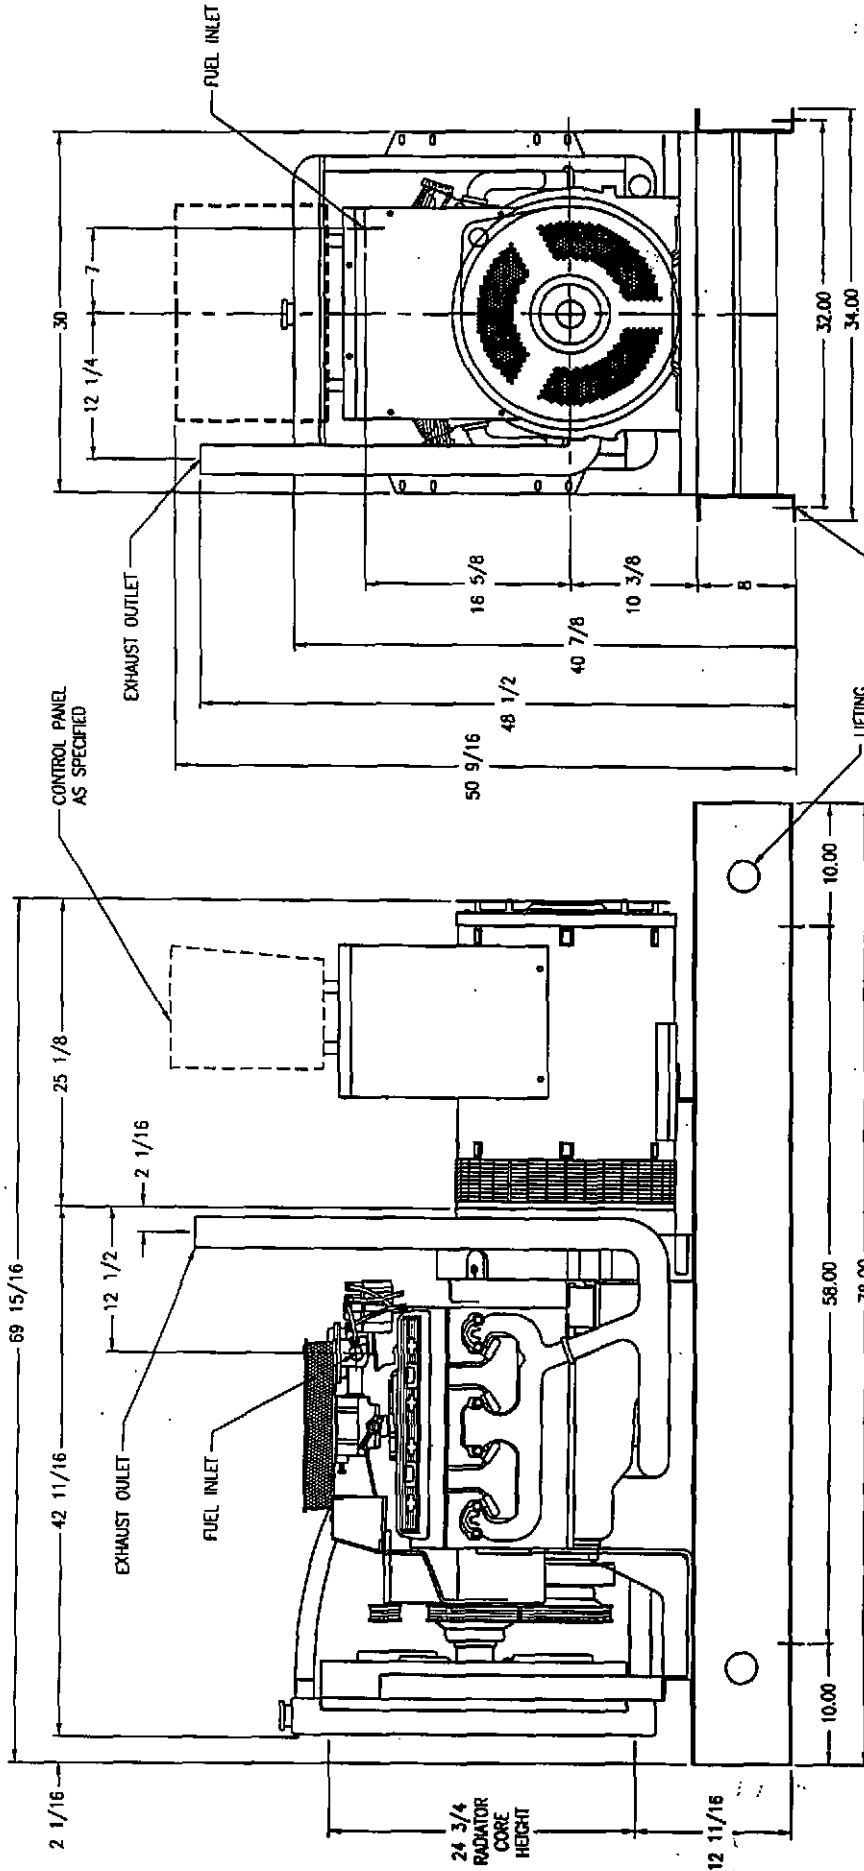 69 15/16
2 1/16
42 11/16
25 1/8
12 1/2
2 1/16
EXHAUST OULET
FUEL INLET
CONTROL PANEL
AS SPECIFIED
24 3/4
RADIATOR
CORE
HEIGHT
12 11/16
10.00
58.00
10.00
LIFTING
30
12 1/4
7
EXHAUST OUTLET
FUEL INLET
50 9/16
48 1/2
40 7/8
16 5/8
10 3/8
8
32.00
34.00